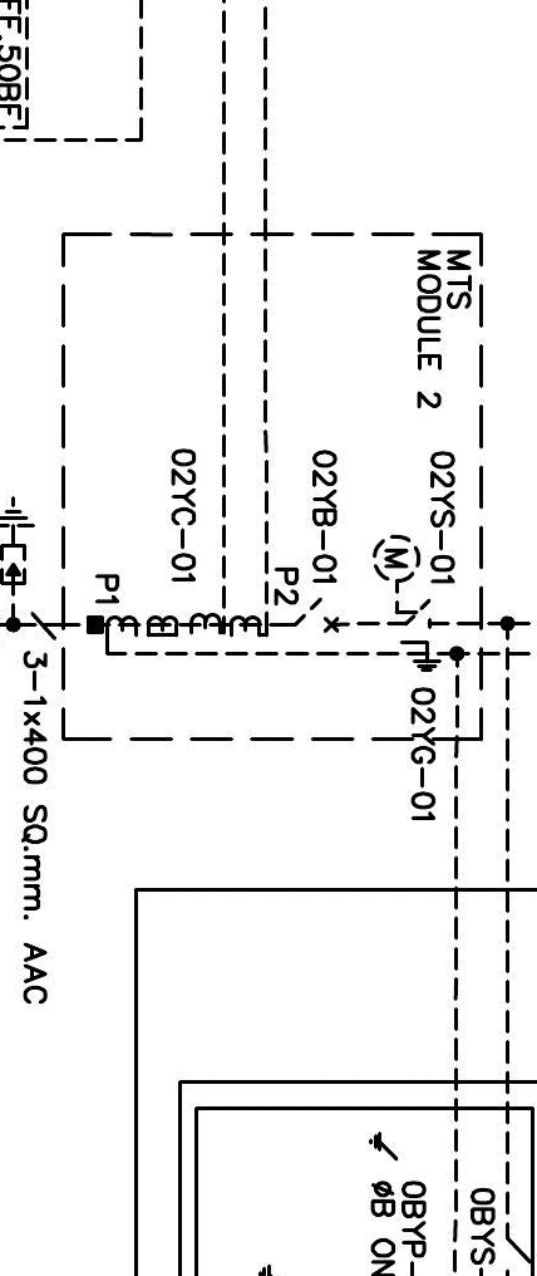 MTS
MODULE 2
02YS-01
M
02YB-01
P2
02YC-01
P1
02YG-01
3-1x400 SQ.mm. AAC
FF.50BF
0BYS-
0BYP-
ØB ON